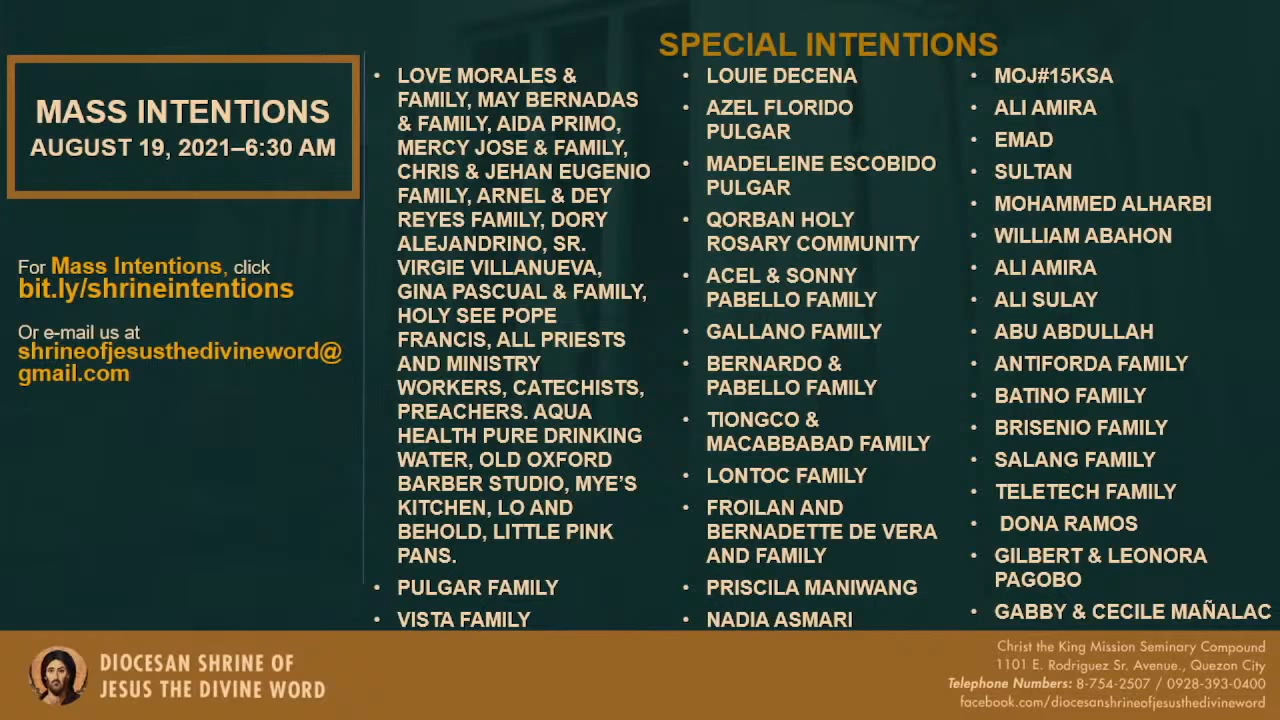 SPECIAL INTENTIONS
MASS INTENTIONS
AUGUST 19, 2021–6:30 AM
For Mass Intentions, click
bit.ly/shrineintentions
Or e-mail us at
shrineofjesusthedivineword@
gmail.com
• LOVE MORALES &
FAMILY, MAY BERNADAS
& FAMILY, AIDA PRIMO,
MERCY JOSE & FAMILY,
CHRIS & JEHAN EUGENIO
FAMILY, ARNEL & DEY
REYES FAMILY, DORY
ALEJANDRINO, SR.
VIRGIE VILLANUEVA,
GINA PASCUAL & FAMILY,
HOLY SEE POPE
FRANCIS, ALL PRIESTS
AND MINISTRY
WORKERS, CATECHISTS,
PREACHERS. AQUA
HEALTH PURE DRINKING
WATER, OLD OXFORD
BARBER STUDIO, MYE'S
KITCHEN, LO AND
BEHOLD, LITTLE PINK
PANS.
• PULGAR FAMILY
• VISTA FAMILY
• LOUIE DECENA
• AZEL FLORIDO
PULGAR
• MADELEINE ESCOBIDO
PULGAR
• QORBAN HOLY
ROSARY COMMUNITY
• ACEL & SONNY
PABELLO FAMILY
• GALLANO FAMILY
• BERNARDO &
PABELLO FAMILY
• TIONGCO &
MACABBABAD FAMILY
• LONTOC FAMILY
• FROILAN AND
BERNADETTE DE VERA
AND FAMILY
• PRISCILA MANIWANG
• NADIA ASMARI
• MOJ#15KSA
• ALI AMIRA
• EMAD
• SULTAN
• MOHAMMED ALHARBI
• WILLIAM ABAHON
• ALI AMIRA
• ALI SULAY
• ABU ABDULLAH
• ANTIFORDA FAMILY
• BATINO FAMILY
• BRISENIO FAMILY
• SALANG FAMILY
• TELETECH FAMILY
• DONA RAMOS
• GILBERT & LEONORA
PAGOBO
• GABBY & CECILE MAÑALAC
DIOCESAN SHRINE OF
JESUS THE DIVINE WORD
Christ the King Mission Seminary Compound
1101 E. Rodriguez Sr. Avenue., Quezon City
Telephone Numbers: 8-754-2507 / 0928-393-0400
facebook.com/diocesanshrineofjesusthedivineword